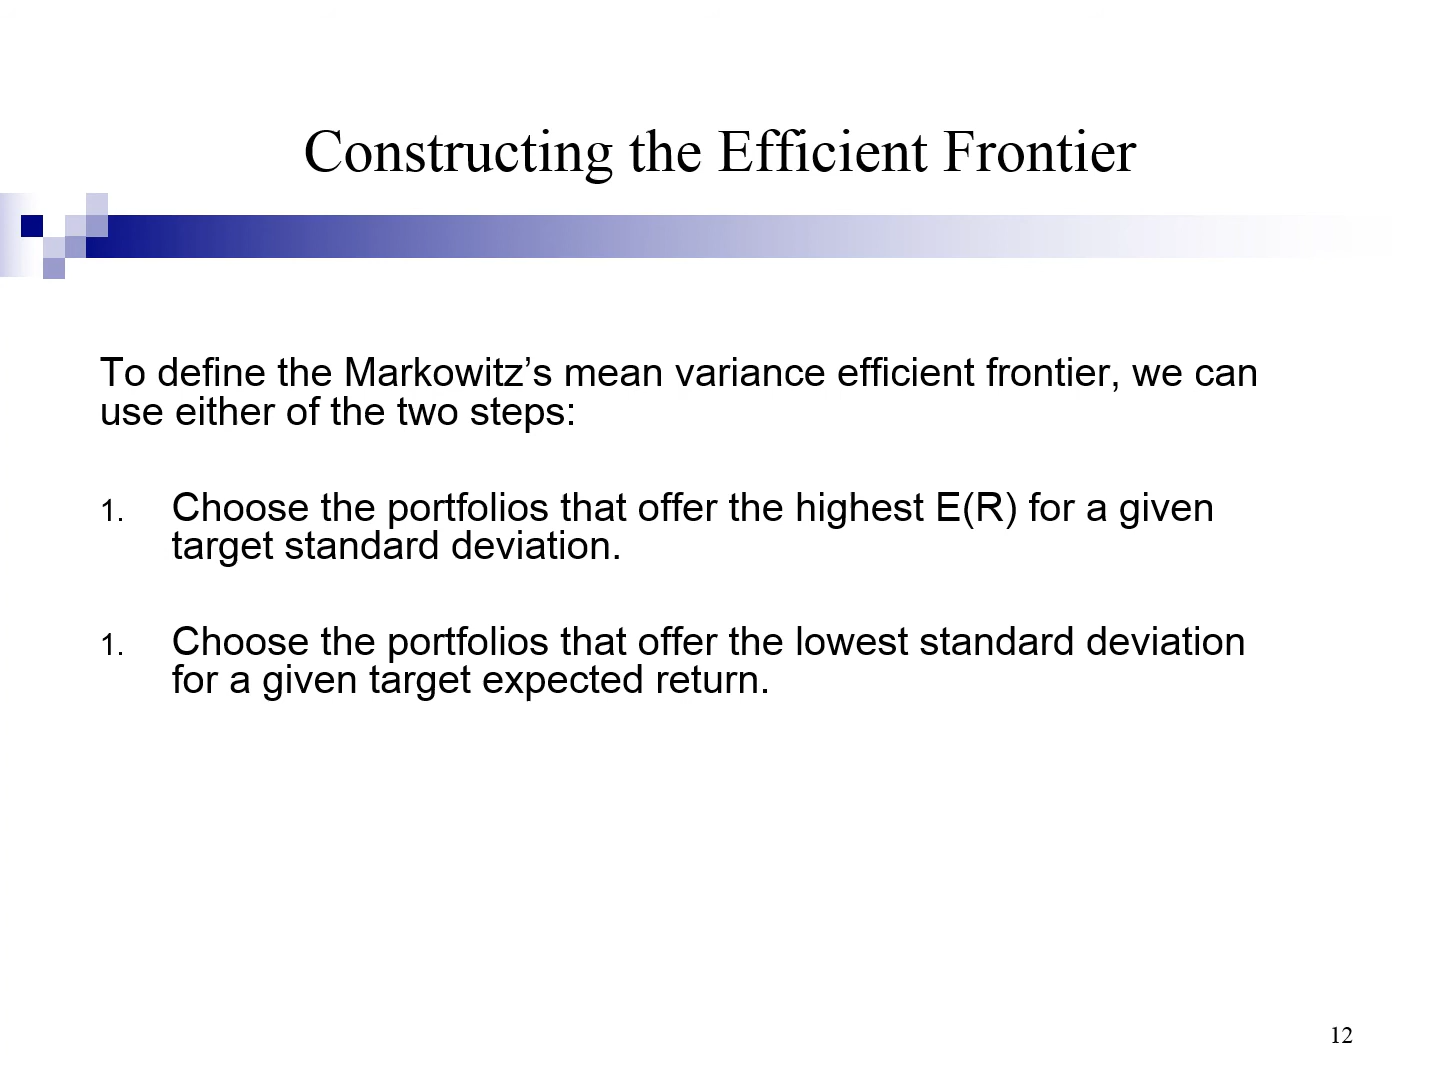 Constructing the Efficient Frontier
To define the Markowitz’s mean variance efficient frontier, we can
use either of the two steps:
1. Choose the portfolios that offer the highest E(R) for a given
target standard deviation.
1. Choose the portfolios that offer the lowest standard deviation
for a given target expected return.
12